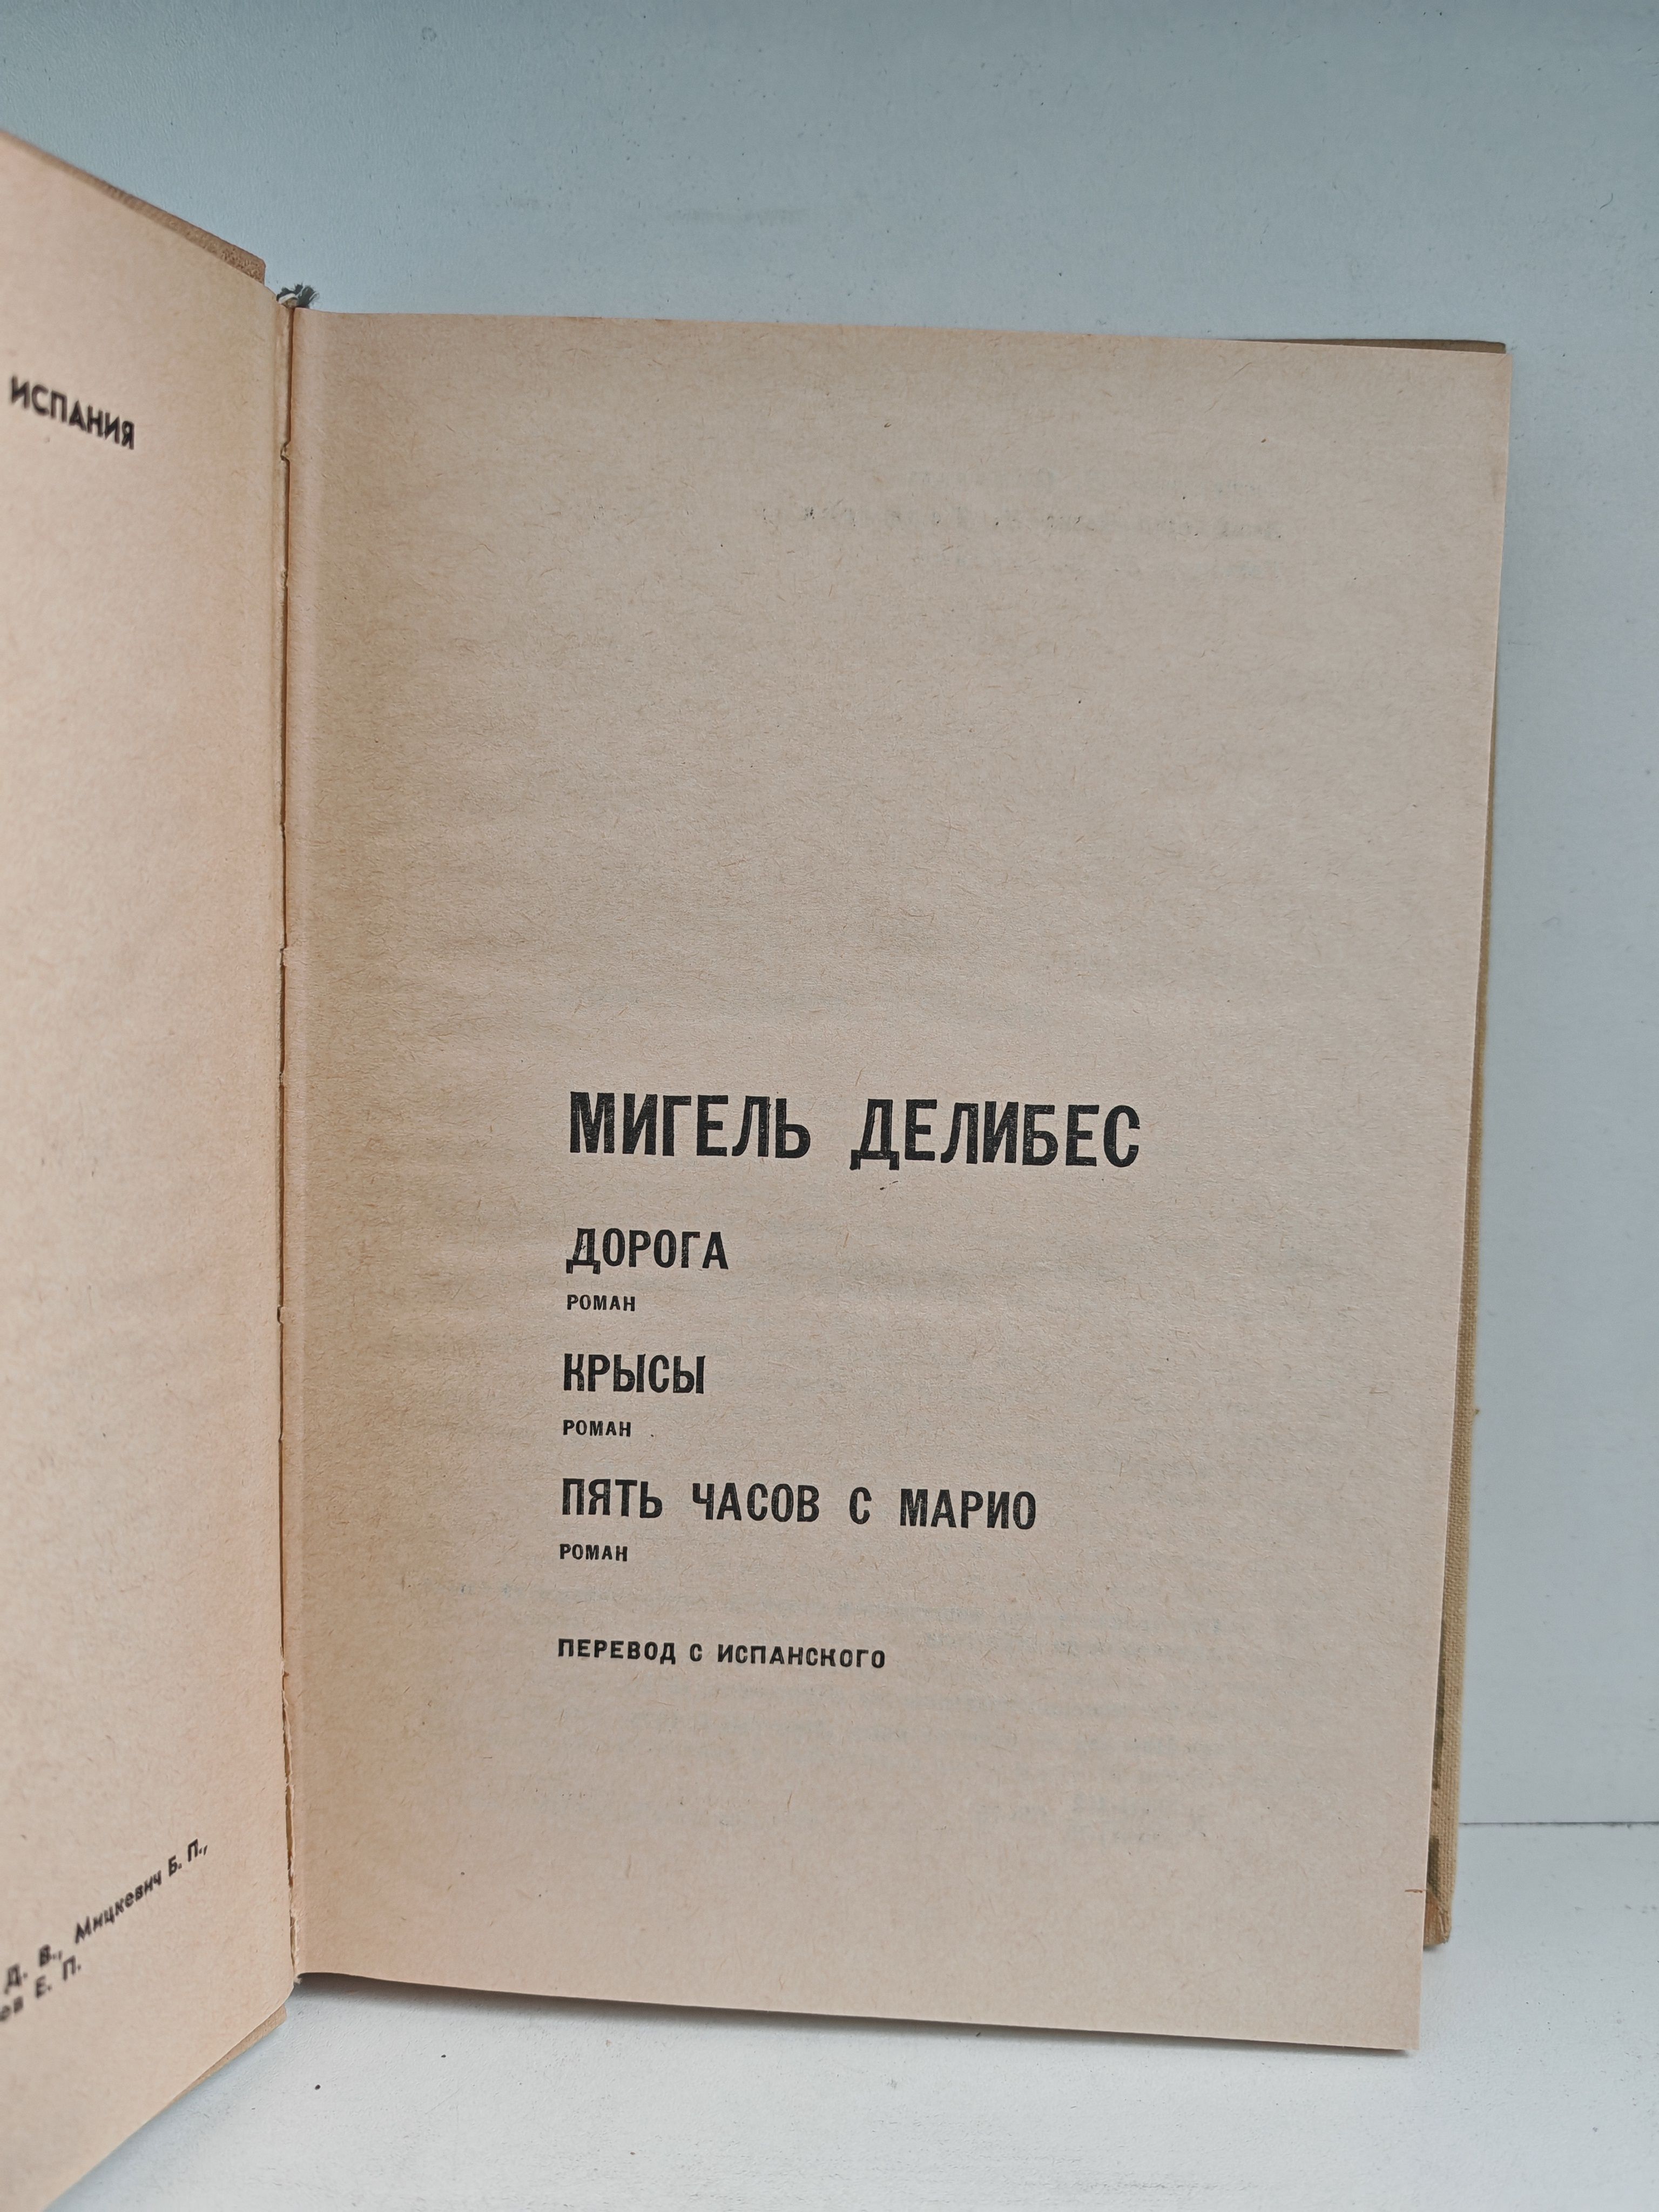 ИСПАНИЯ
Д. В., Мицкевич Б. П.,
Е. П.
МИГЕЛЬ ДЕЛИБЕС
ДОРОГА
РОМАН
КРЫСЫ
РОМАН
ПЯТЬ ЧАСОВ С МАРИО
РОМАН
ПЕРЕВОД С ИСПАНСКОГО